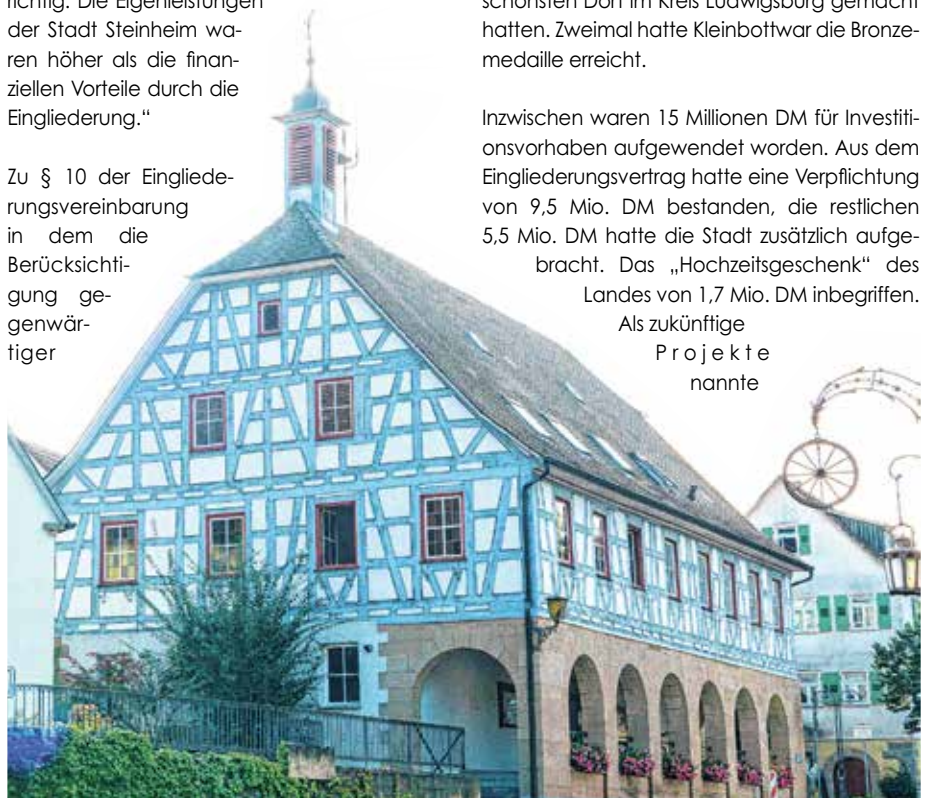 richtig. Die Eigenleistungen
der Stadt Steinheim wa-
ren höher als die finan-
ziellen Vorteile durch die
Eingliederung.“
Zu § 10 der Eingliede-
rungsvereinbarung
in dem die
Berücksichti-
gung ge-
genwär-
tiger
schönsten Dorf im Kreis Ludwigsburg gemacht
hatten. Zweimal hatte Kleinbottwar die Bronze-
medaille erreicht.
Inzwischen waren 15 Millionen DM für Investiti-
onsvorhaben aufgewendet worden. Aus dem
Eingliederungsvertrag hatte eine Verpflichtung
von 9,5 Mio. DM bestanden, die restlichen
5,5 Mio. DM hatte die Stadt zusätzlich aufge-
bracht. Das „Hochzeitsgeschenk“ des
Landes von 1,7 Mio. DM inbegriffen.
Als zukünftige
Projekte
nannte